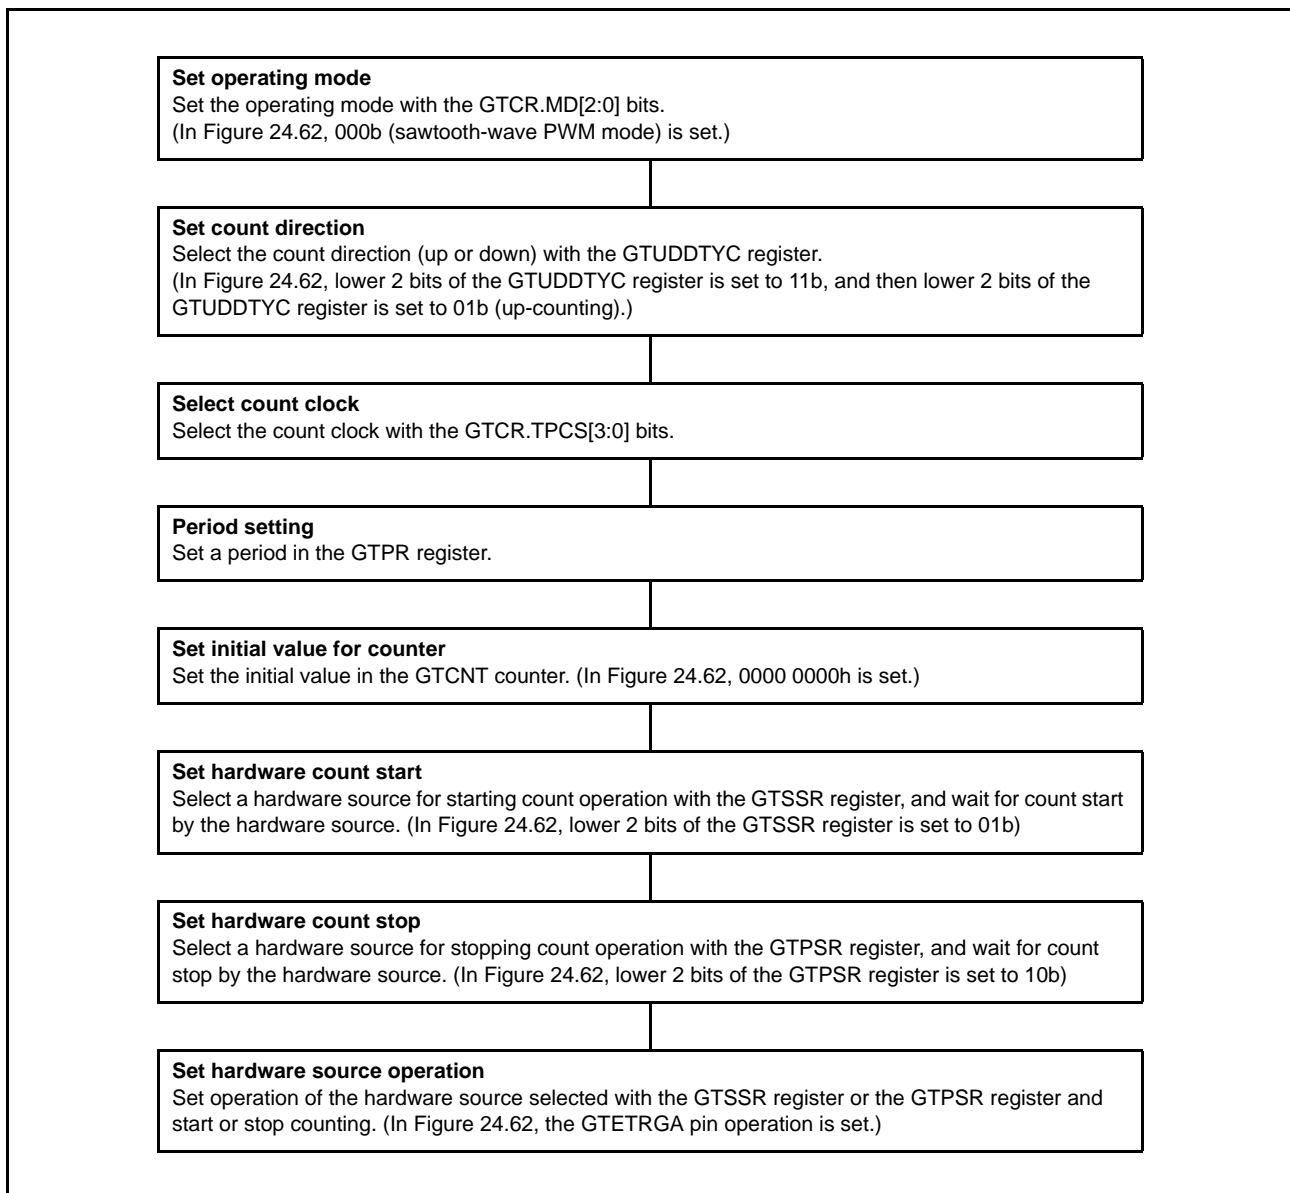 Set operating mode
Set the operating mode with the GTCR.MD[2:0] bits.
(In Figure 24.62, 000b (sawtooth-wave PWM mode) is set.)
Set count direction
Select the count direction (up or down) with the GTUDDTYC register.
(In Figure 24.62, lower 2 bits of the GTUDDTYC register is set to 11b, and then lower 2 bits of the
GTUDDTYC register is set to 01b (up-counting).)
Select count clock
Select the count clock with the GTCR.TPCS[3:0] bits.
Period setting
Set a period in the GTPR register.
Set initial value for counter
Set the initial value in the GTCNT counter. (In Figure 24.62, 0000 0000h is set.)
Set hardware count start
Select a hardware source for starting count operation with the GTSSR register, and wait for count start
by the hardware source. (In Figure 24.62, lower 2 bits of the GTSSR register is set to 01b)
Set hardware count stop
Select a hardware source for stopping count operation with the GTPSR register, and wait for count
stop by the hardware source. (In Figure 24.62, lower 2 bits of the GTPSR register is set to 10b)
Set hardware source operation
Set operation of the hardware source selected with the GTSSR register or the GTPSR register and
start or stop counting. (In Figure 24.62, the GTETRGA pin operation is set.)